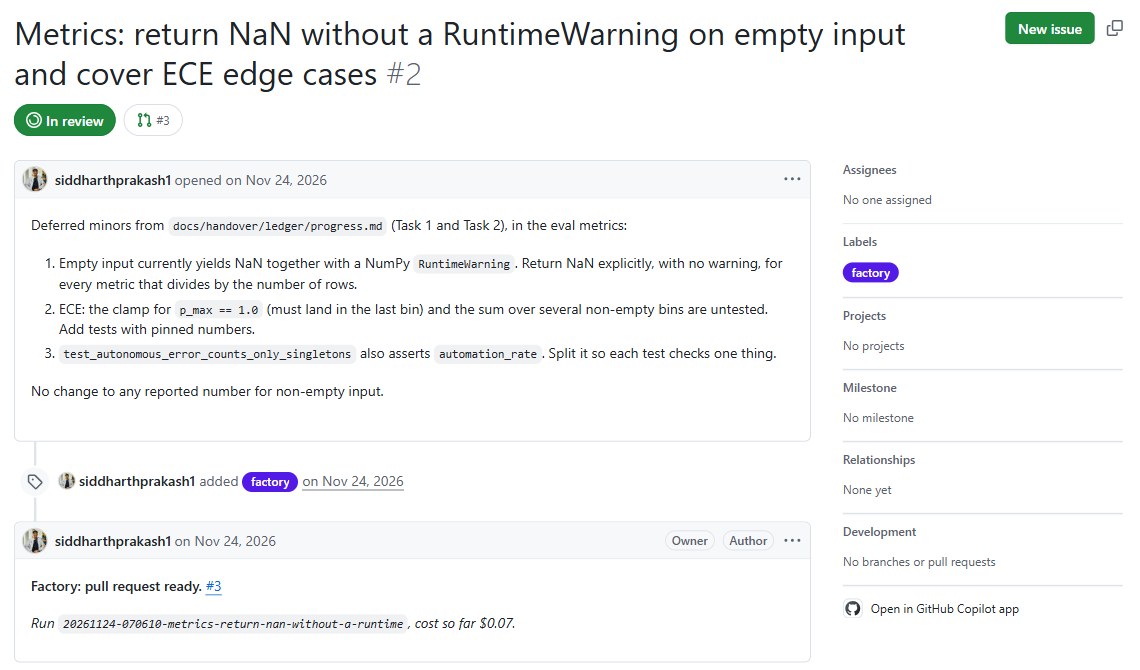 Metrics: return NaN without a RuntimeWarning on empty input
and cover ECE edge cases #2
New issue
In review
#3
siddharthprakash1 opened on Nov 24, 2026
Deferred minors from docs/handover/ledger/progress.md (Task 1 and Task 2), in the eval metrics:
1. Empty input currently yields NaN together with a NumPy RuntimeWarning. Return NaN explicitly, with no warning, for
every metric that divides by the number of rows.
2. ECE: the clamp for p_max == 1.0 (must land in the last bin) and the sum over several non-empty bins are untested.
Add tests with pinned numbers.
3. test_autonomous_error_counts_only_singletons also asserts automation_rate. Split it so each test checks one thing.
No change to any reported number for non-empty input.
siddharthprakash1 added factory on Nov 24, 2026
siddharthprakash1 on Nov 24, 2026
Owner
Author
Factory: pull request ready. #3
Run 20261124-070610-metrics-return-nan-without-a-runtime, cost so far $0.07.
Assignees
No one assigned
Labels
factory
Projects
No projects
Milestone
No milestone
Relationships
None yet
Development
No branches or pull requests
Open in GitHub Copilot app